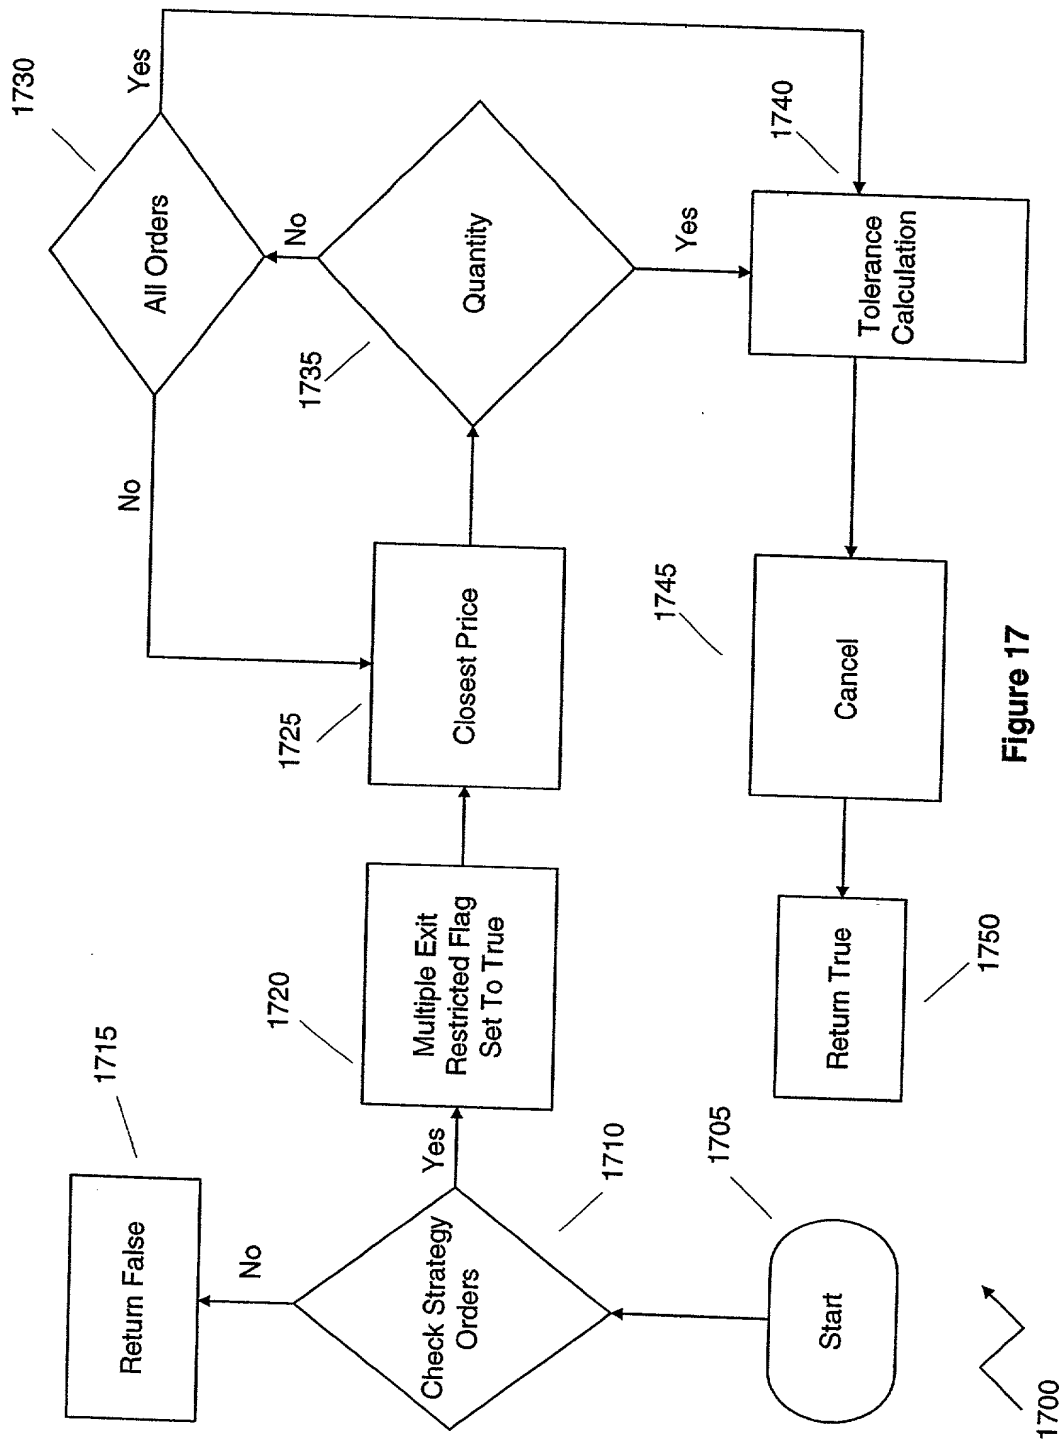 1715
1720
1725
1735
1730
Return False
No
All Orders
No
No
Yes
Check Strategy
Orders
Yes
Multiple Exit
Restricted Flag
Set To True
Closest Price
Quantity
1710
1705
1745
Yes
1740
Start
Return True
Cancel
Tolerance
Calculation
1750
1700
Figure 17